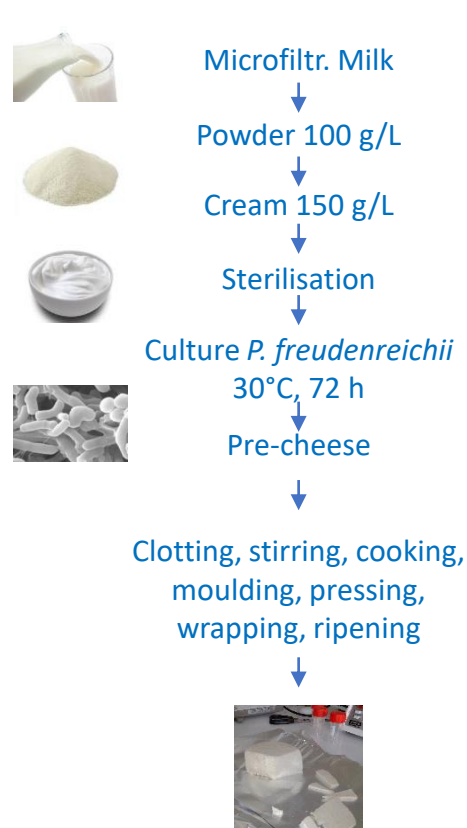 Microfiltr. Milk
Powder 100 g/L
Cream 150 g/L
Sterilisation
Culture P. freudenreichii
30°C, 72 h
Pre-cheese
Clotting, stirring, cooking,
moulding, pressing,
wrapping, ripening